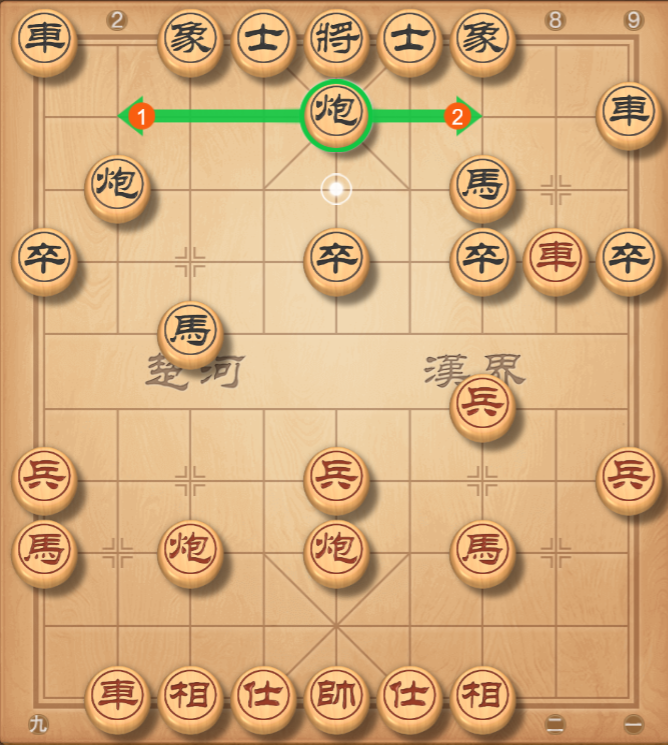 2 8 9
車 象 士 將 士 象
1 炮 2 車
炮 馬
卒 卒 卒 車 卒
馬
楚河 漢界
兵
兵 兵 兵
馬 炮 炮 馬
車 相 仕 帥 仕 相
九 二 一